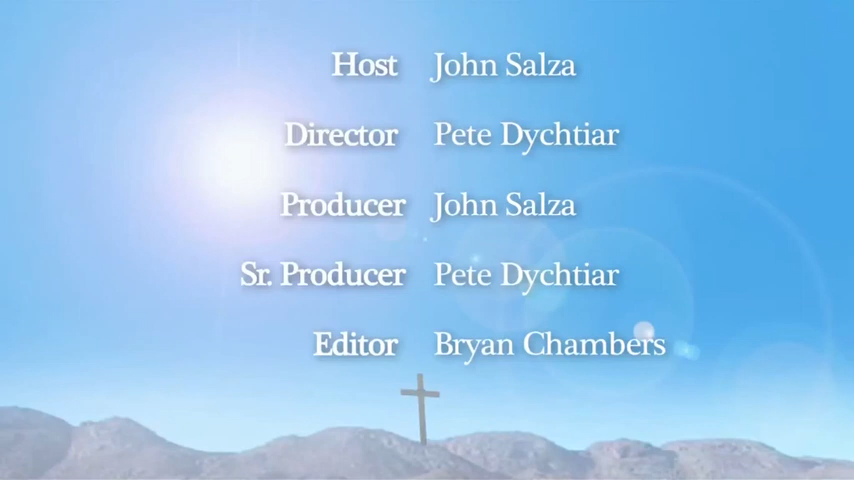 Host John Salza
Director Pete Dychtiar
Producer John Salza
Sr. Producer Pete Dychtiar
Editor Bryan Chambers